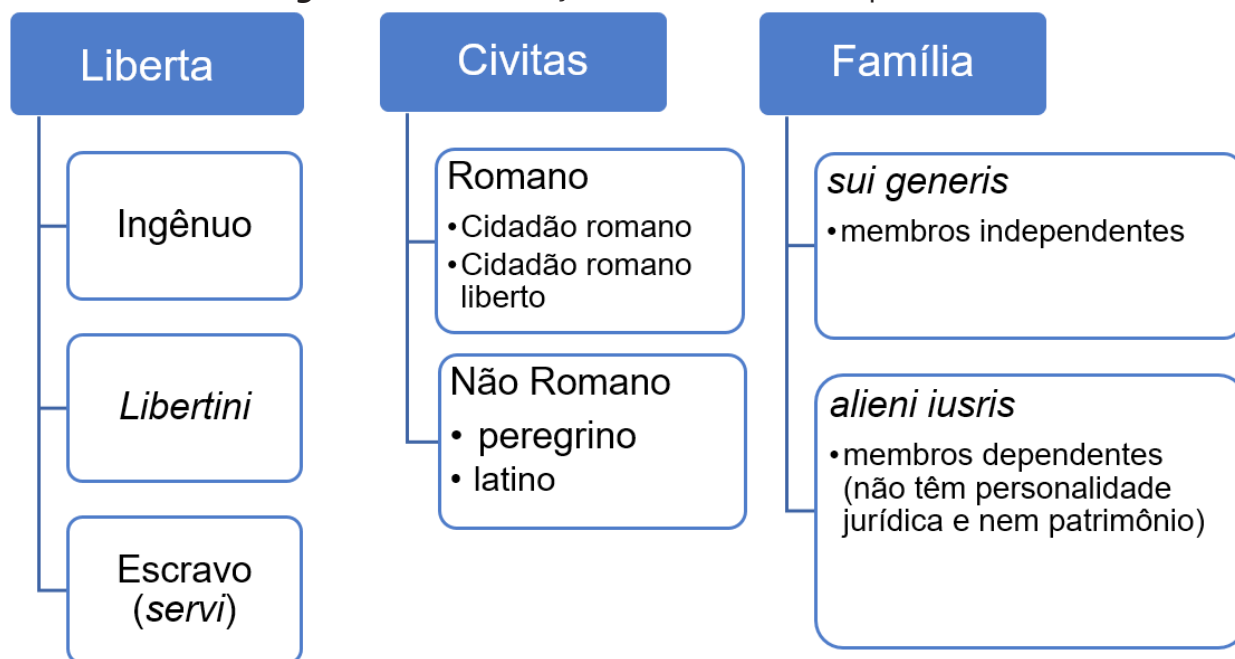 Liberta
Ingênuo
Libertini
Escravo
(servi)
Civitas
Romano
•Cidadão romano
•Cidadão romano
liberto
Não Romano
• peregrino
• latino
Família
sui generis
•membros independentes
alieni iusris
•membros dependentes
(não têm personalidade
jurídica e nem patrimônio)